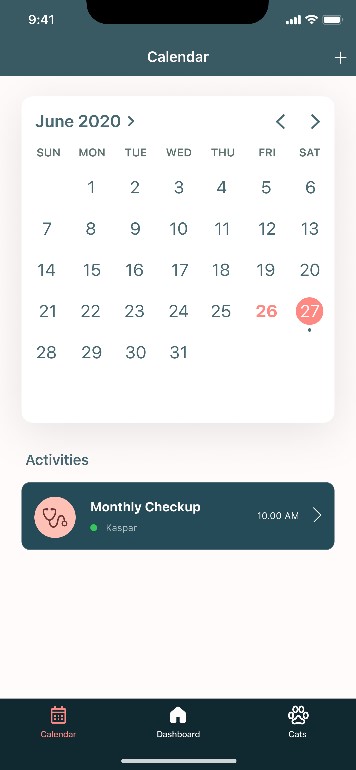 9:41
Calendar
June 2020
SUN MON TUE WED THU FRI SAT
1 2 3 4 5 6
7 8 9 10 11 12 13
14 15 16 17 18 19 20
21 22 23 24 25 26 27
28 29 30 31
Activities
Monthly Checkup
Kaspar
10.00 AM
Calendar Dashboard Cats